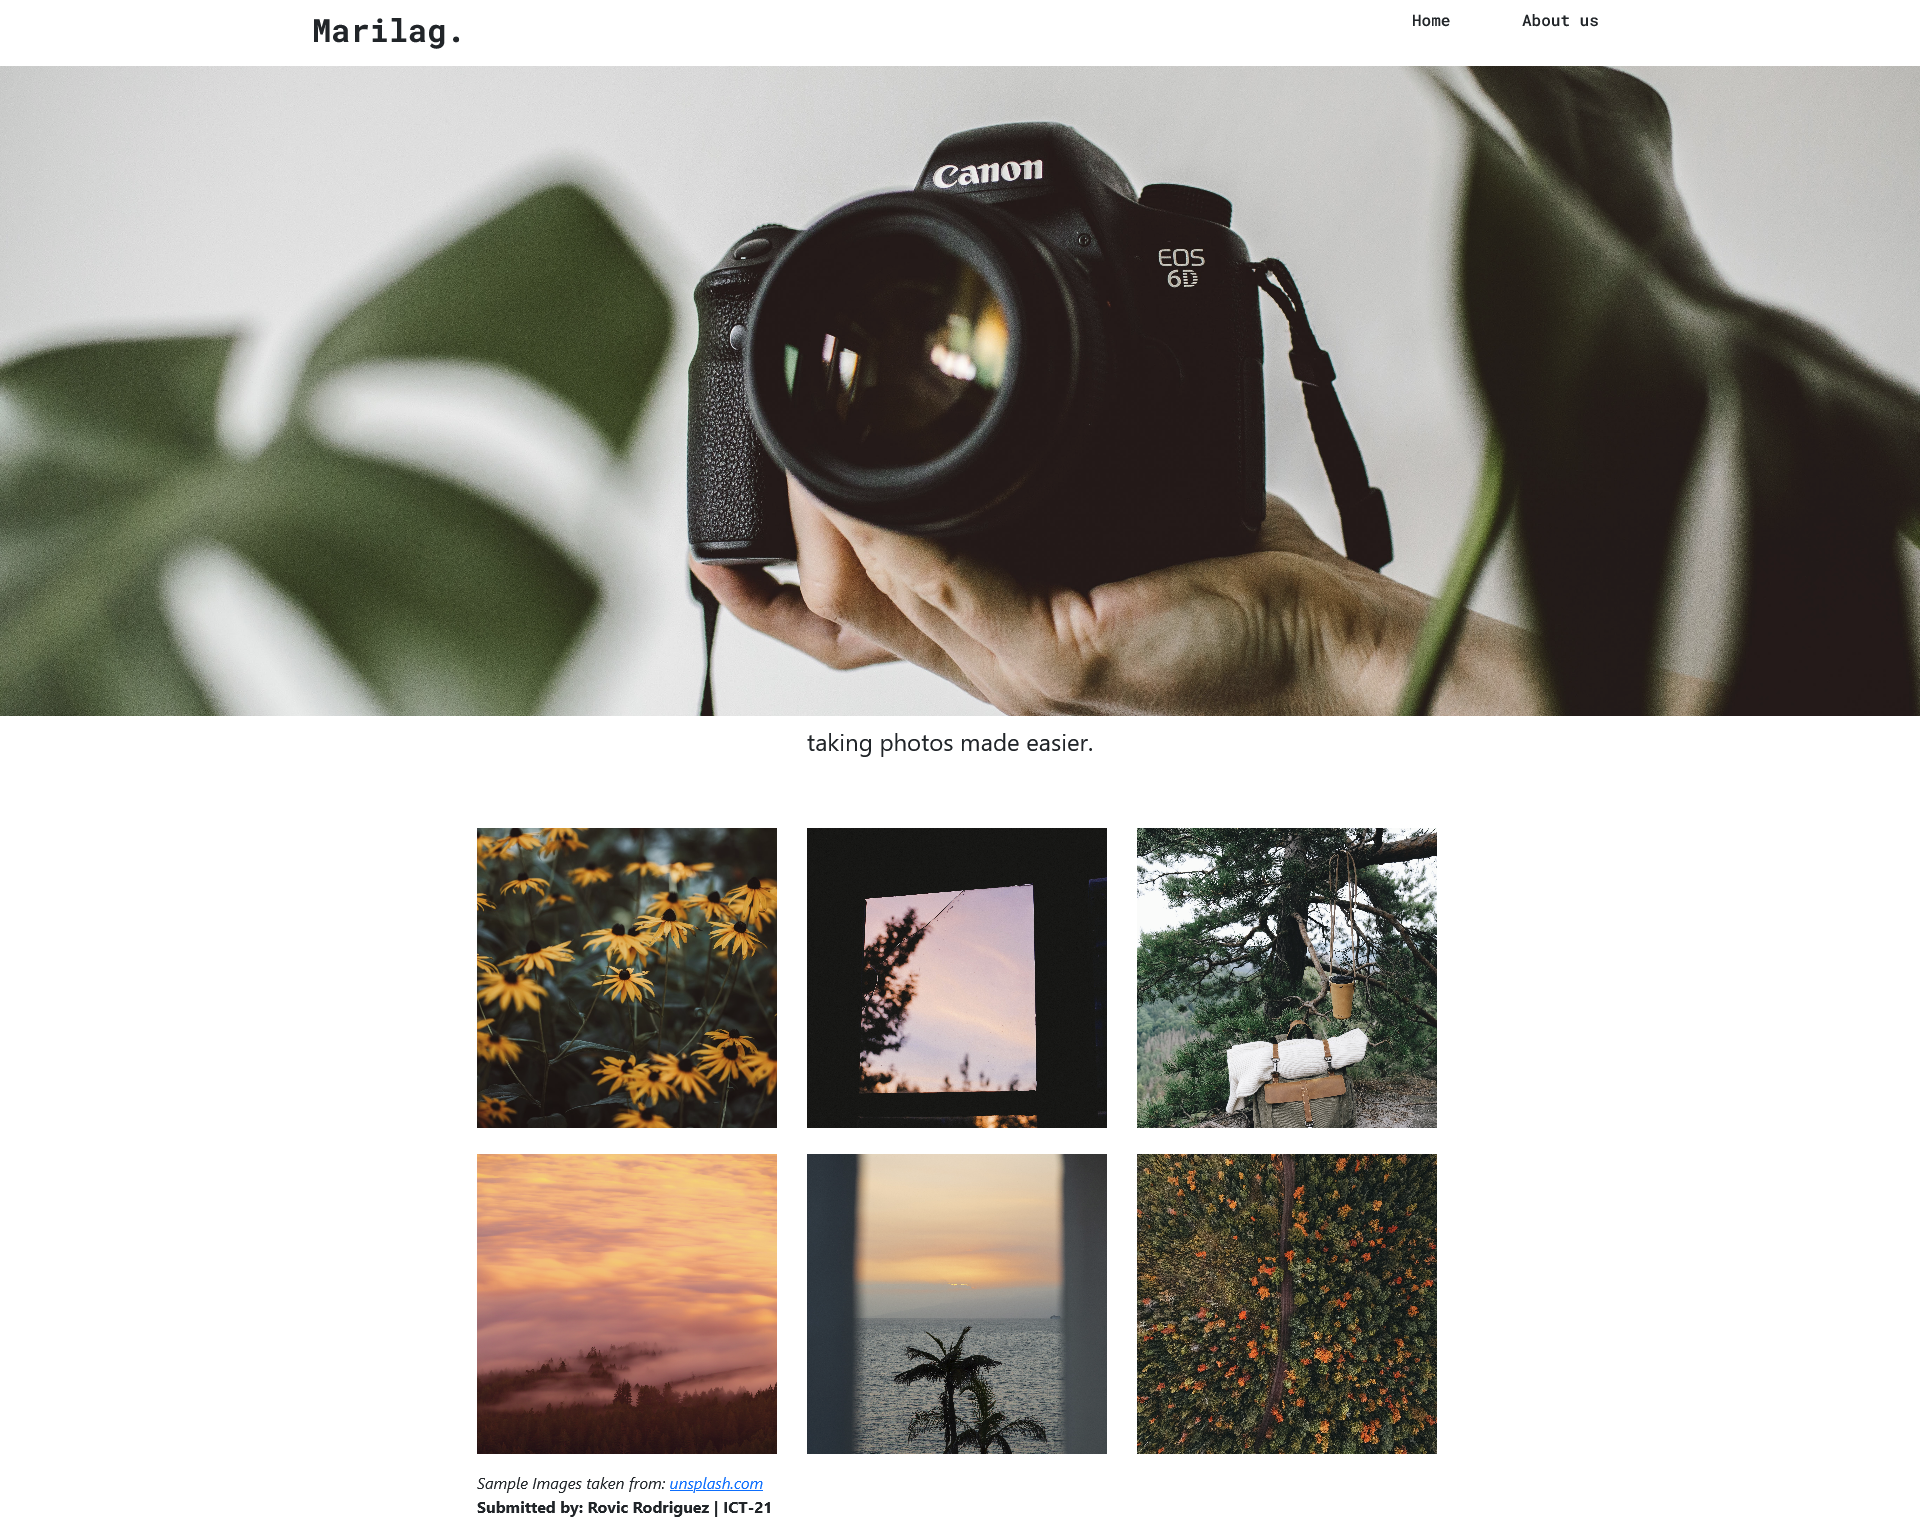 Marilag.
Home
About us
Canon
EOS
6D
taking photos made easier.
Sample Images taken from: unsplash.com
Submitted by: Rovic Rodriguez | ICT-21